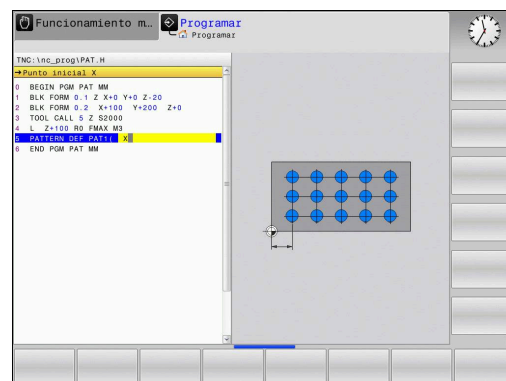 Funcionamiento m…
Programar
Programar
TNC:\nc_prog\PAT.H
→Punto inicial X
0 BEGIN PGM PAT MM
1 BLK FORM 0.1 Z X+0 Y+0 Z-20
2 BLK FORM 0.2 X+100 Y+200 Z+0
3 TOOL CALL 5 Z S2000
4 L Z+100 R0 FMAX M3
5 PATTERN DEF PAT1( X
6 END PGM PAT MM